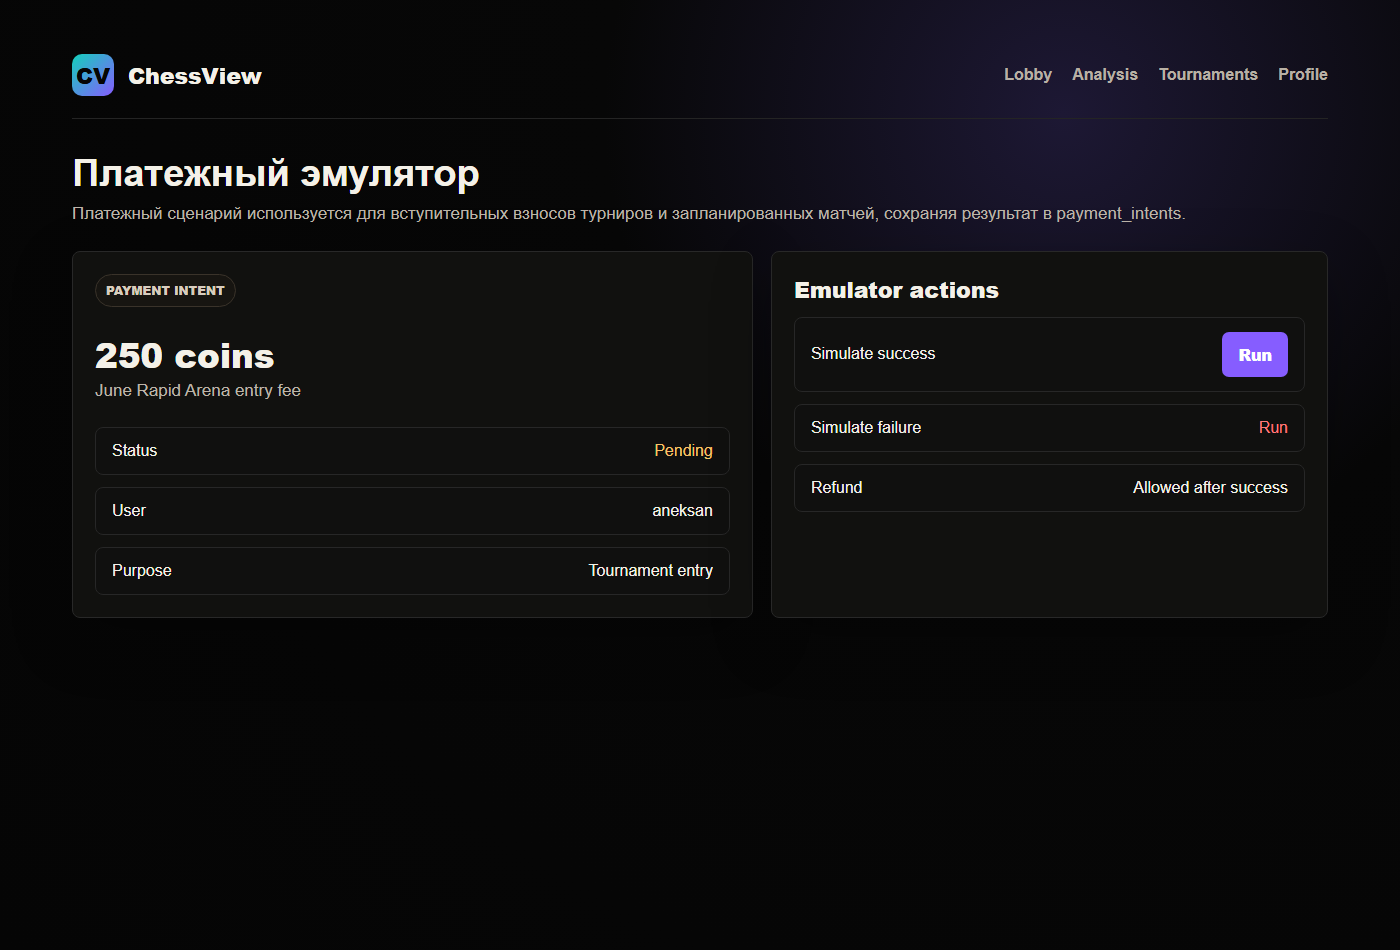 CV ChessView
Lobby Analysis Tournaments Profile
Платежный эмулятор
Платежный сценарий используется для вступительных взносов турниров и запланированных матчей, сохраняя результат в payment_intents.
PAYMENT INTENT
250 coins
June Rapid Arena entry fee
Status Pending
User aneksan
Purpose Tournament entry
Emulator actions
Simulate success Run
Simulate failure Run
Refund Allowed after success